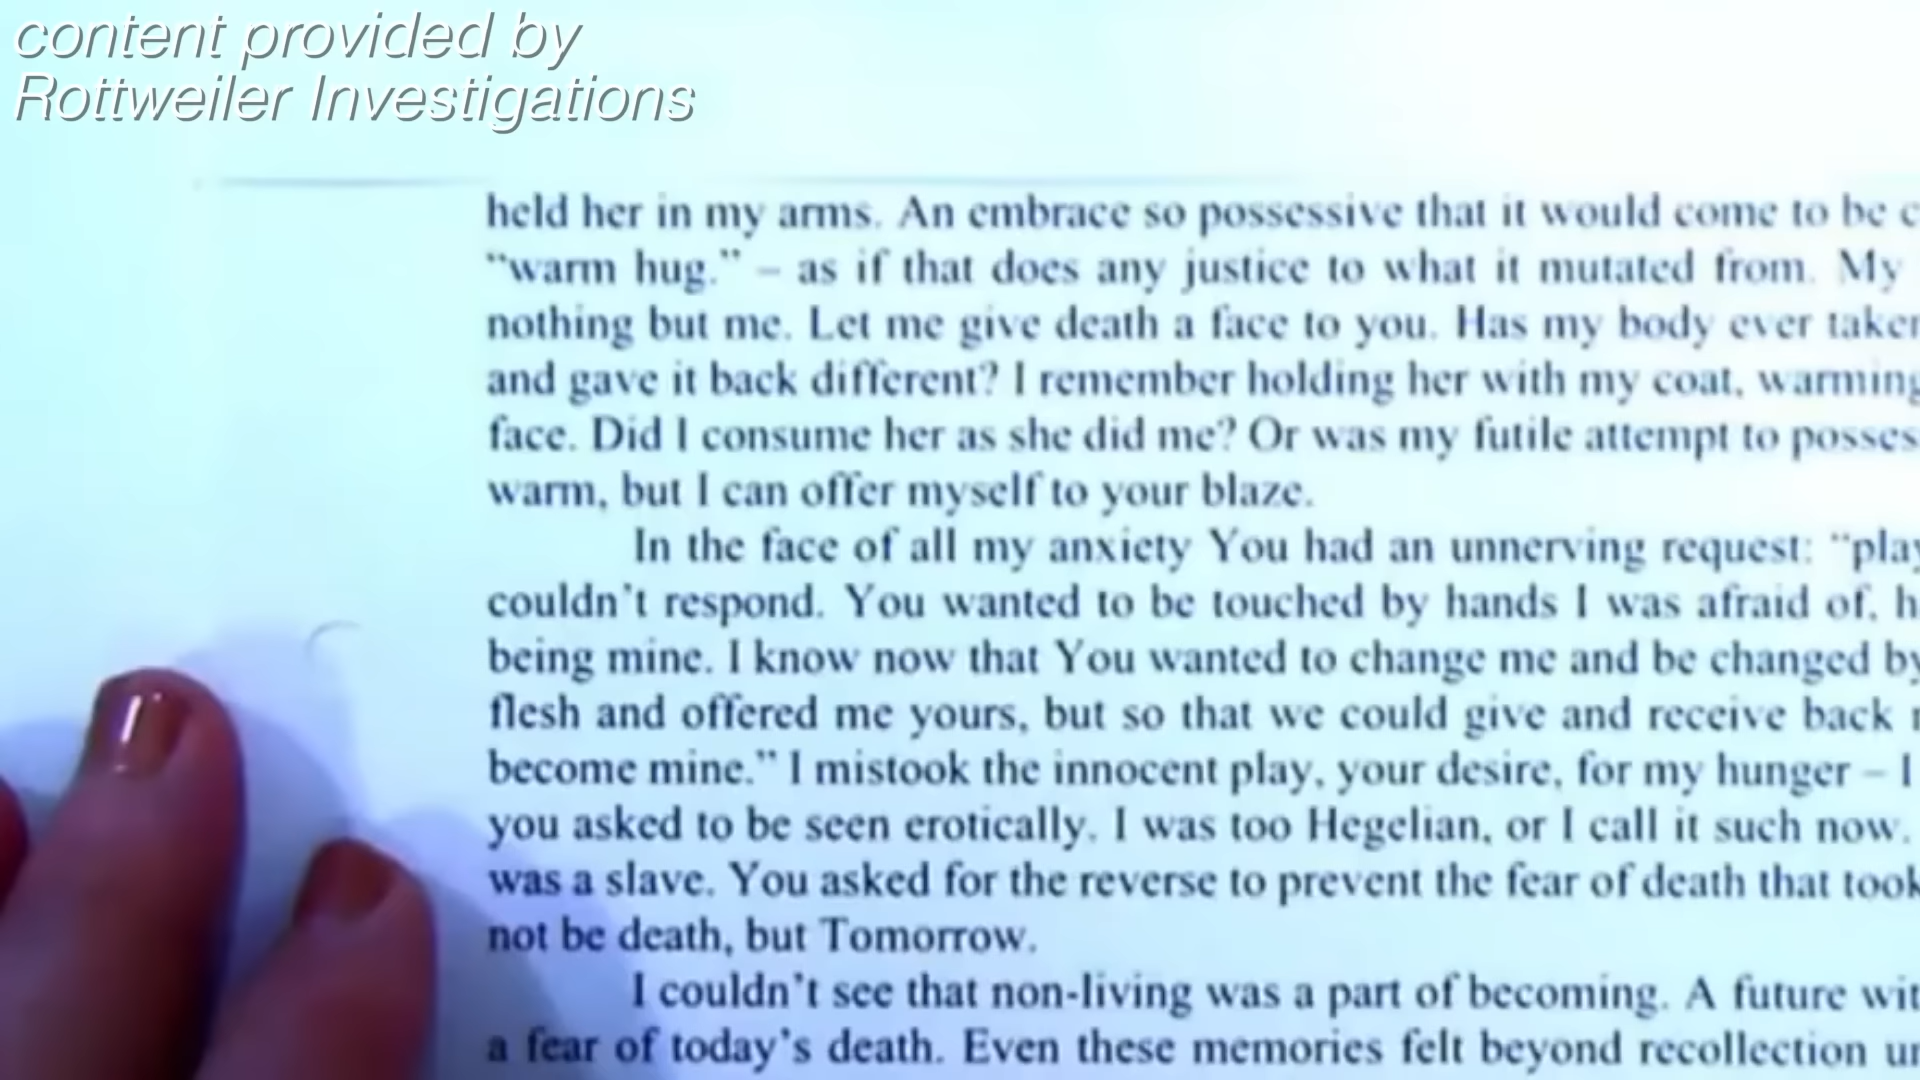 content provided by
Rottweiler Investigations
held her in my arms. An embrace so possessive that it would come to be
“warm hug.” – as if that does any justice to what it mutated from. My
nothing but me. Let me give death a face to you. Has my body ever taken
and gave it back different? I remember holding her with my coat, warming
face. Did I consume her as she did me? Or was my futile attempt to
warm, but I can offer myself to your blaze.
In the face of all my anxiety You had an unnerving request: “play
couldn’t respond. You wanted to be touched by hands I was afraid of,
being mine. I know now that You wanted to change me and be changed by
flesh and offered me yours, but so that we could give and receive back
become mine.” I mistook the innocent play, your desire, for my hunger – I
you asked to be seen erotically. I was too Hegelian, or I call it such now.
was a slave. You asked for the reverse to prevent the fear of death that took
not be death, but Tomorrow.
I couldn’t see that non-living was a part of becoming. A future
a fear of today’s death. Even these memories felt beyond recollection